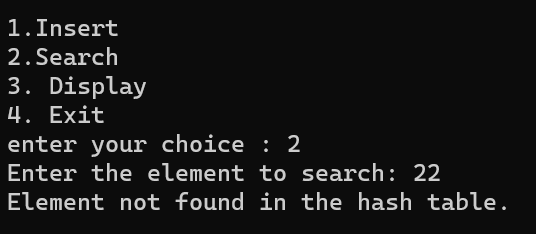 1.Insert
2.Search
3. Display
4. Exit
enter your choice : 2
Enter the element to search: 22
Element not found in the hash table.